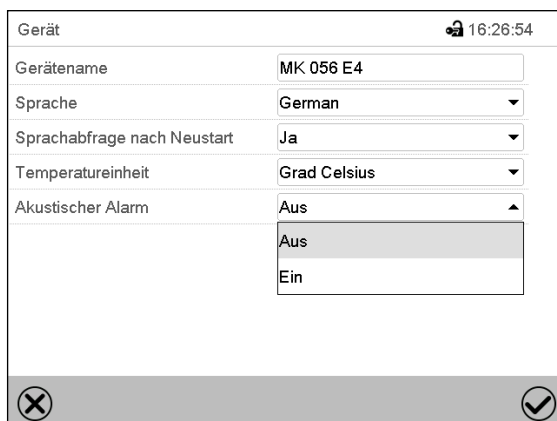 Gerät 16:26:54
Gerätename MK 056 E4
Sprache German
Sprachabfrage nach Neustart Ja
Temperatureinheit Grad Celsius
Akustischer Alarm Aus
Aus
Ein